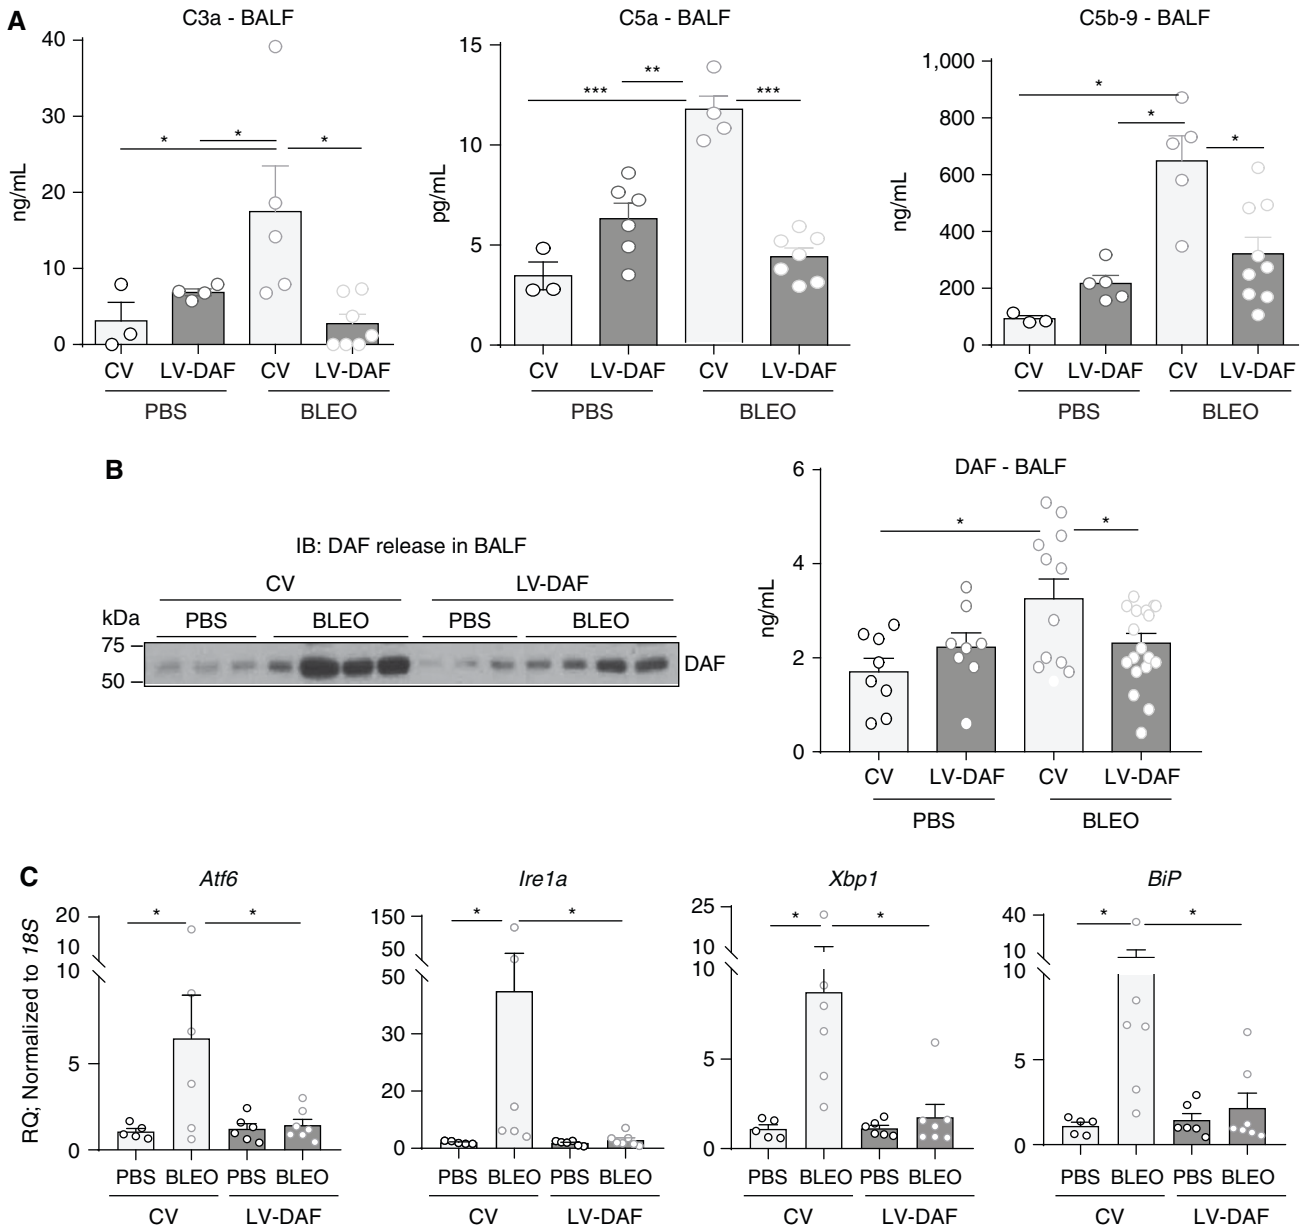 A
C3a - BALF
40
30
20
10
0
ng/mL
* * *
CV LV-DAF CV LV-DAF
PBS BLEO
C5a - BALF
15
10
5
0
pg/mL
*** ** ***
CV LV-DAF CV LV-DAF
PBS BLEO
C5b-9 - BALF
1,000
800
600
400
200
0
ng/mL
* * *
CV LV-DAF CV LV-DAF
PBS BLEO
B
IB: DAF release in BALF
CV LV-DAF
kDa PBS BLEO PBS BLEO
75
50
DAF
DAF - BALF
6
4
2
0
ng/mL
* *
CV LV-DAF CV LV-DAF
PBS BLEO
C
RQ; Normalized to 18S
Atf6
20
10
10
5
0
* *
PBS BLEO PBS BLEO
CV LV-DAF
Ire1a
150
50
50
30
20
0
* *
PBS BLEO PBS BLEO
CV LV-DAF
Xbp1
25
10
10
5
0
* *
PBS BLEO PBS BLEO
CV LV-DAF
BiP
40
10
10
5
0
* *
PBS BLEO PBS BLEO
CV LV-DAF